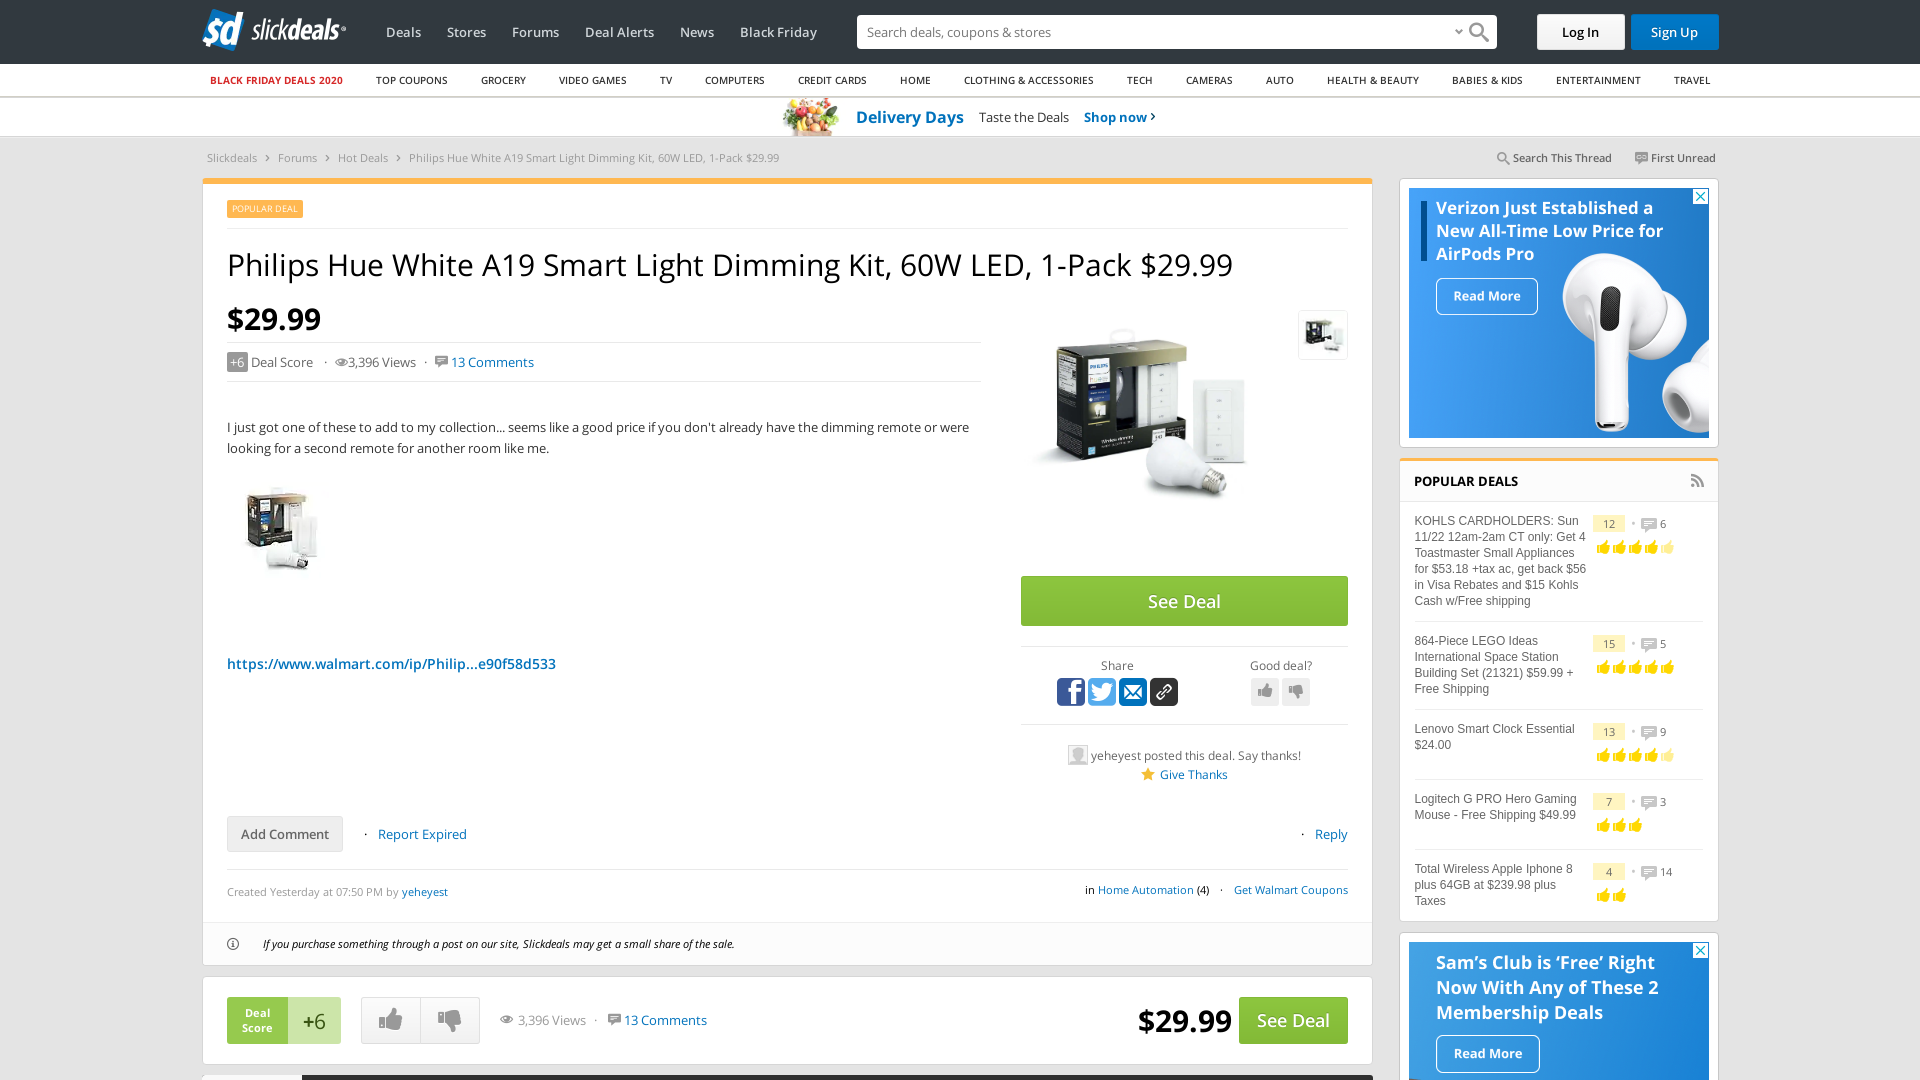 sd slickdeals
Deals Stores Forums Deal Alerts News Black Friday
Search deals, coupons & shops
Log In Sign Up
BLACK FRIDAY DEALS 2020 TOP COUPONS GROCERY VIDEO GAMES TV COMPUTERS CREDIT CARDS HOME CLOTHING & ACCESSORIES TECH CAMERAS AUTO HEALTH & BEAUTY BABIES & KIDS ENTERTAINMENT TRAVEL
Delivery Days Taste the Deals Shop now ›
Slickdeals › Forums › Hot Deals › Philips Hue White A19 Smart Light Dimming Kit, 60W LED, 1-Pack $29.99
Search This Thread First Unread
POPULAR DEAL
Philips Hue White A19 Smart Light Dimming Kit, 60W LED, 1-Pack $29.99
$29.99
+6 Deal Score · 3,396 Views · 13 Comments
I just got one of these to add to my collection... seems like a good price if you don't already have the dimming remote or were
looking for a second remote for another room like me.
https://www.walmart.com/ip/Philip...e90f58d533
See Deal
Share Good deal?
yeheyest posted this deal. Say thanks!
Give Thanks
Add Comment · Report Expired · Reply
Created Yesterday at 07:50 PM by yeheyest
in Home Automation (4) · Get Walmart Coupons
If you purchase something through a post on our site, Slickdeals may get a small share of the sale.
Deal
Score
+6
3,396 Views · 13 Comments
$29.99 See Deal
Verizon Just Established a
New All-Time Low Price for
AirPods Pro
Read More
POPULAR DEALS
KOHLS CARDHOLDERS: Sun
11/22 12am-2am CT only: Get 4
Toastmaster Small Appliances
for $53.18 +tax ac, get back $56
in Visa Rebates and $15 Kohls
Cash w/Free shipping
12 • 6
864-Piece LEGO Ideas
International Space Station
Building Set (21321) $59.99 +
Free Shipping
15 • 5
Lenovo Smart Clock Essential
$24.00
13 • 9
Logitech G PRO Hero Gaming
Mouse - Free Shipping $49.99
7 • 3
Total Wireless Apple Iphone 8
plus 64GB at $239.98 plus
Taxes
4 • 14
Sam's Club is 'Free' Right
Now With Any of These 2
Membership Deals
Read More